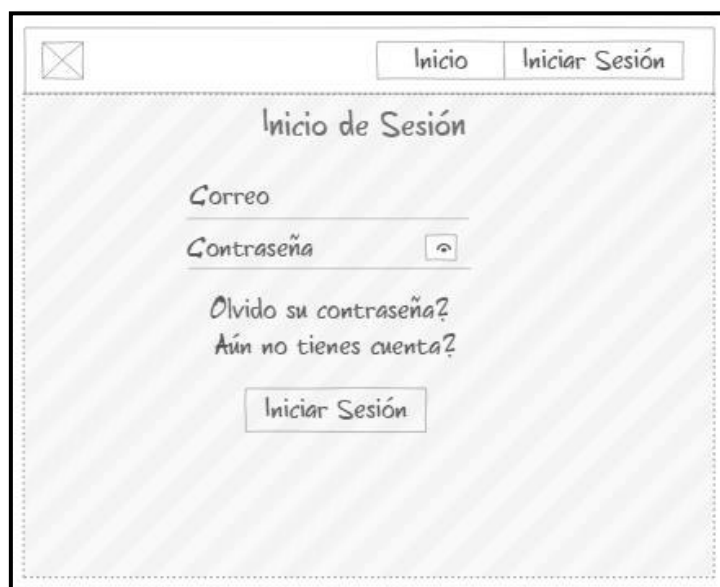 Inicio Iniciar Sesión
Inicio de Sesión
Correo
Contraseña
Olvido su contraseña?
Aún no tienes cuenta?
Iniciar Sesión